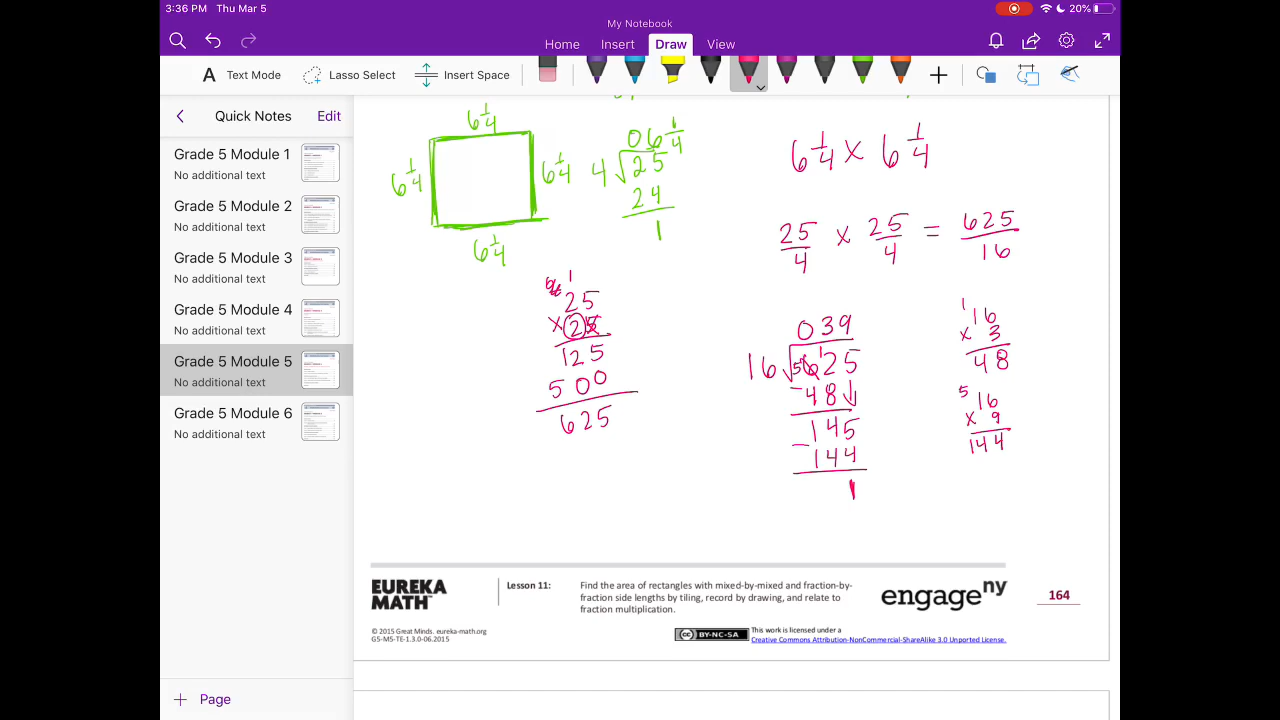 3:36 PM Thu Mar 5
My Notebook
20%
Home Insert Draw View
A Text Mode Lasso Select Insert Space
Quick Notes Edit
Grade 5 Module 1
No additional text
Grade 5 Module 2
No additional text
Grade 5 Module 3
No additional text
Grade 5 Module 4
No additional text
Grade 5 Module 5
No additional text
Grade 5 Module 6
No additional text
+ Page
6 1/4
6 1/4
6 1/4
6 1/4
06 1/4
4 √25
24
1
1
25
x 25
125
500
625
6 1/4 x 6 1/4
25/4 x 25/4 = 625/16
039
16 √625
-48↓
145
-144
1
1
16
x 3
48
5
16
x 9
144
EUREKA
MATH™
Lesson 11:
Find the area of rectangles with mixed-by-mixed and fraction-by-
fraction side lengths by tiling, record by drawing, and relate to
fraction multiplication.
engage ny
164
© 2015 Great Minds. eureka-math.org
G5-M5-TE-1.3.0-06.2015
cc BY-NC-SA
This work is licensed under a
Creative Commons Attribution-NonCommercial-ShareAlike 3.0 Unported License.